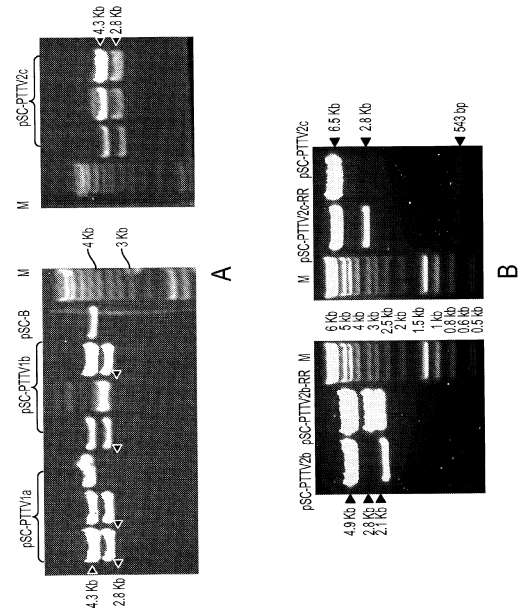 pSC-PTTV1a
pSC-PTTV1b
pSC-B
M
4.3 Kb
2.8 Kb
4 Kb
3 Kb
M
pSC-PTTV2c
4.3 Kb
2.8 Kb
A
pSC-PTTV2b
pSC-PTTV2b-RR
M
4.9 Kb
2.8 Kb
2.1 Kb
6 Kb
5 kb
4 kb
3 kb
2.5 kb
2 kb
1.5 kb
1 kb
0.8 kb
0.6 kb
0.5 kb
M
pSC-PTTV2c-RR
pSC-PTTV2c
6.5 Kb
2.8 Kb
543 bp
B